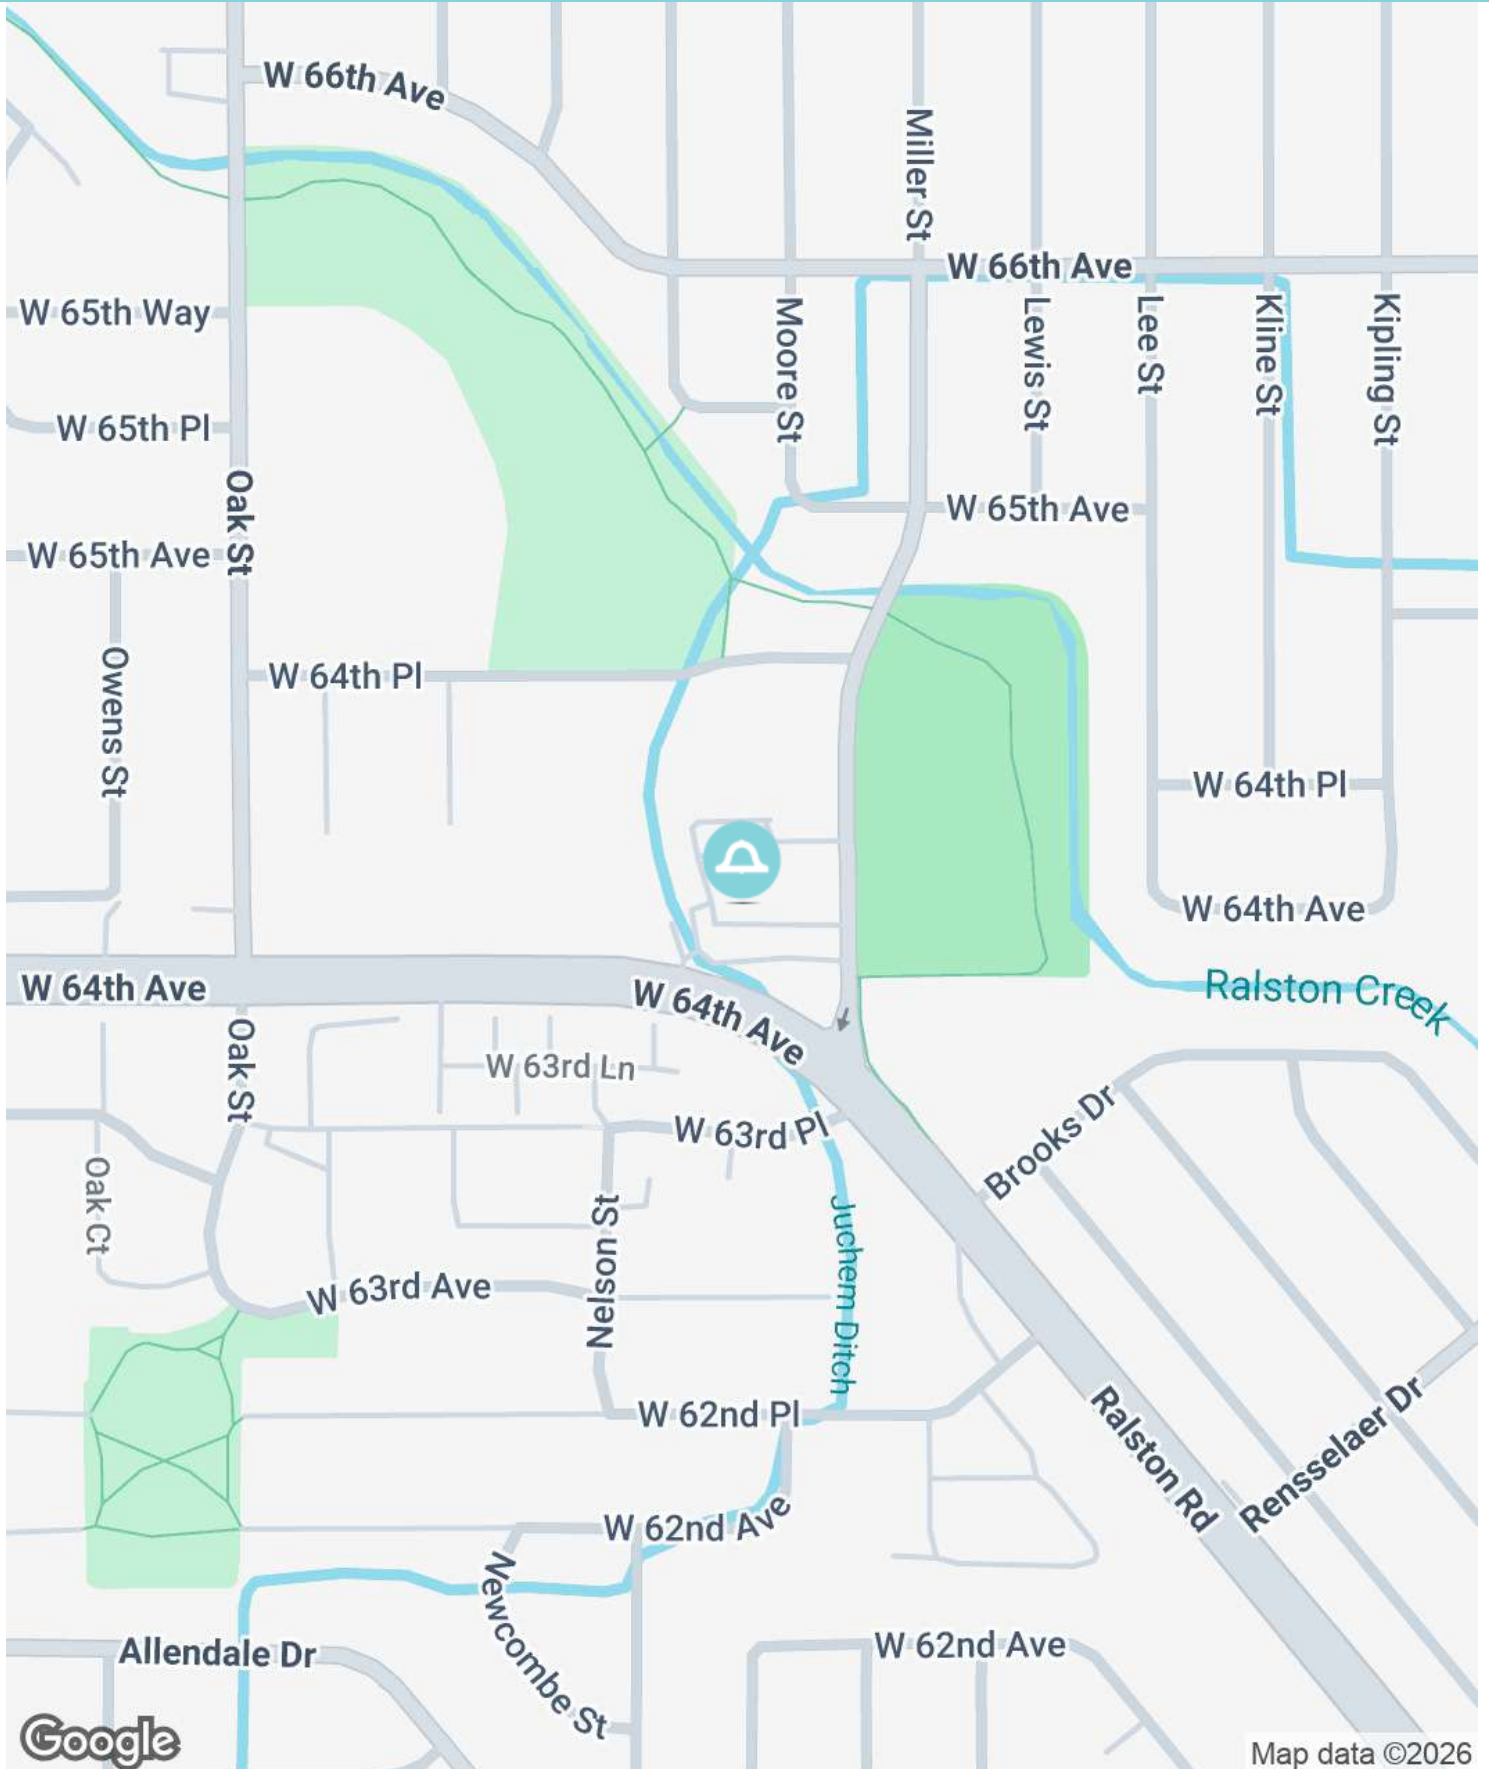 W 66th Ave
Miller St
W 66th Ave
W 65th Way
Moore St
Lewis St
Lee St
Kline St
Kipling St
W 65th Pl
Oak St
W 65th Ave
W 65th Ave
Owens St
W 64th Pl
W 64th Pl
W 64th Ave
W 64th Ave
W 64th Ave
Ralston Creek
Oak St
W 63rd Ln
W 63rd Pl
Brooks Dr
Oak Ct
Nelson St
Juchem Ditch
W 63rd Ave
W 62nd Pl
Ralston Rd
Rensselaer Dr
W 62nd Ave
Newcombe St
Allendale Dr
W 62nd Ave
Google
Map data ©2026